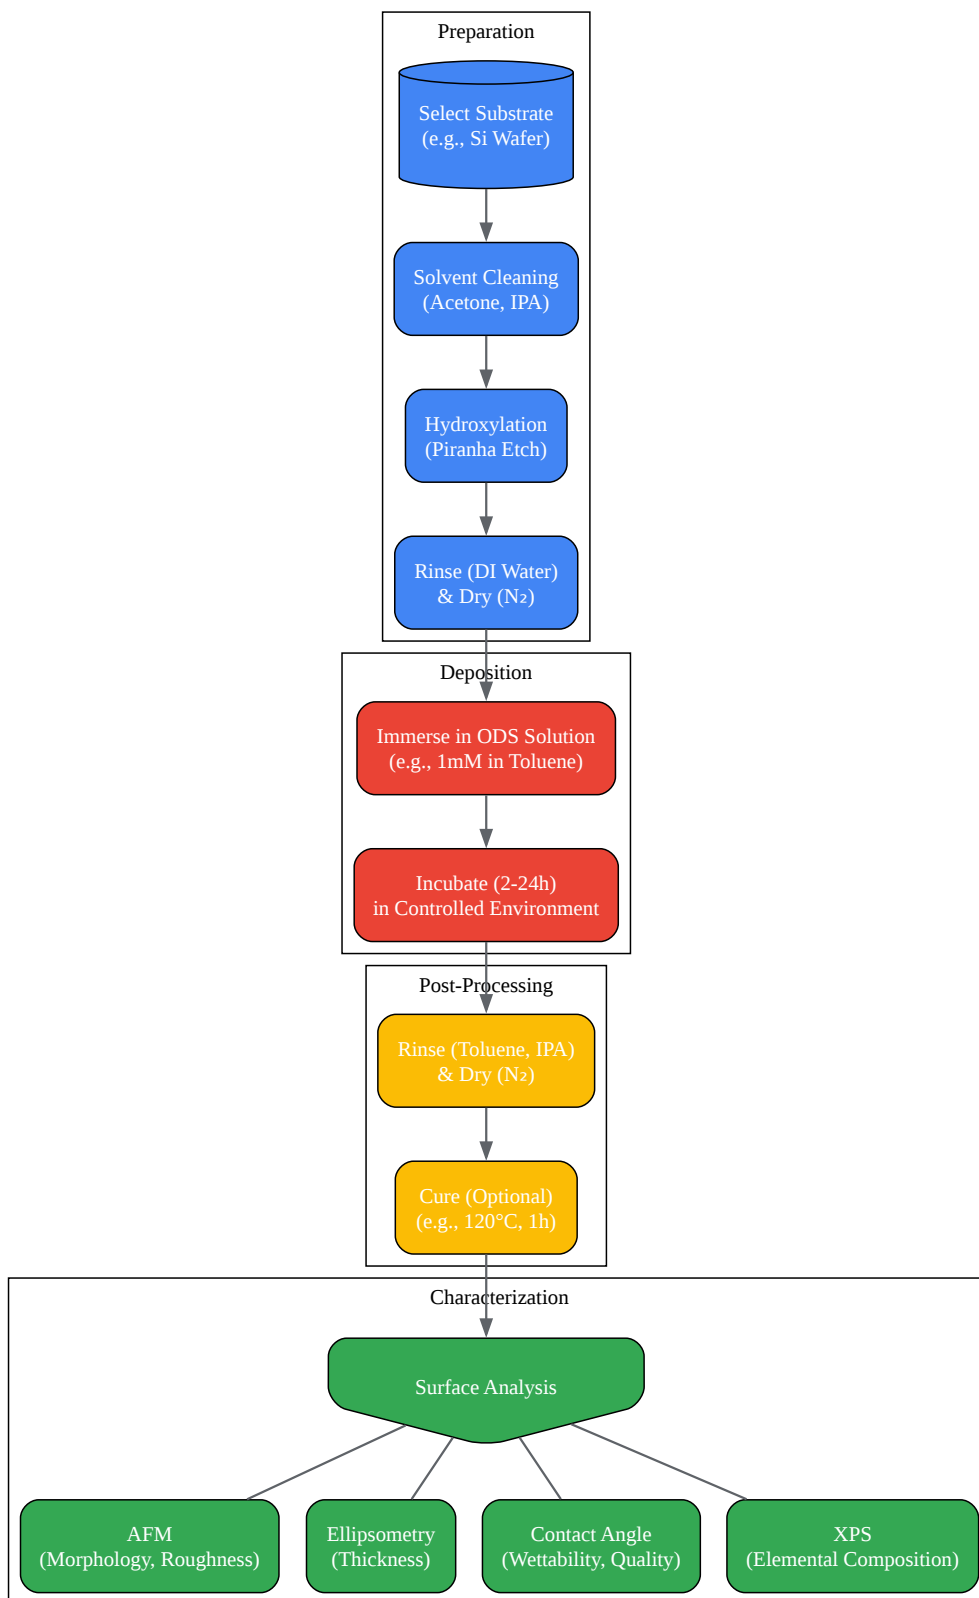 Preparation
Select Substrate
(e.g., Si Wafer)
Solvent Cleaning
(Acetone, IPA)
Hydroxylation
(Piranha Etch)
Rinse (DI Water)
& Dry (N₂)
Deposition
Immerse in ODS Solution
(e.g., 1mM in Toluene)
Incubate (2-24h)
in Controlled Environment
Post-Processing
Rinse (Toluene, IPA)
& Dry (N₂)
Cure (Optional)
(e.g., 120°C, 1h)
Characterization
Surface Analysis
AFM
(Morphology, Roughness)
Ellipsometry
(Thickness)
Contact Angle
(Wettability, Quality)
XPS
(Elemental Composition)